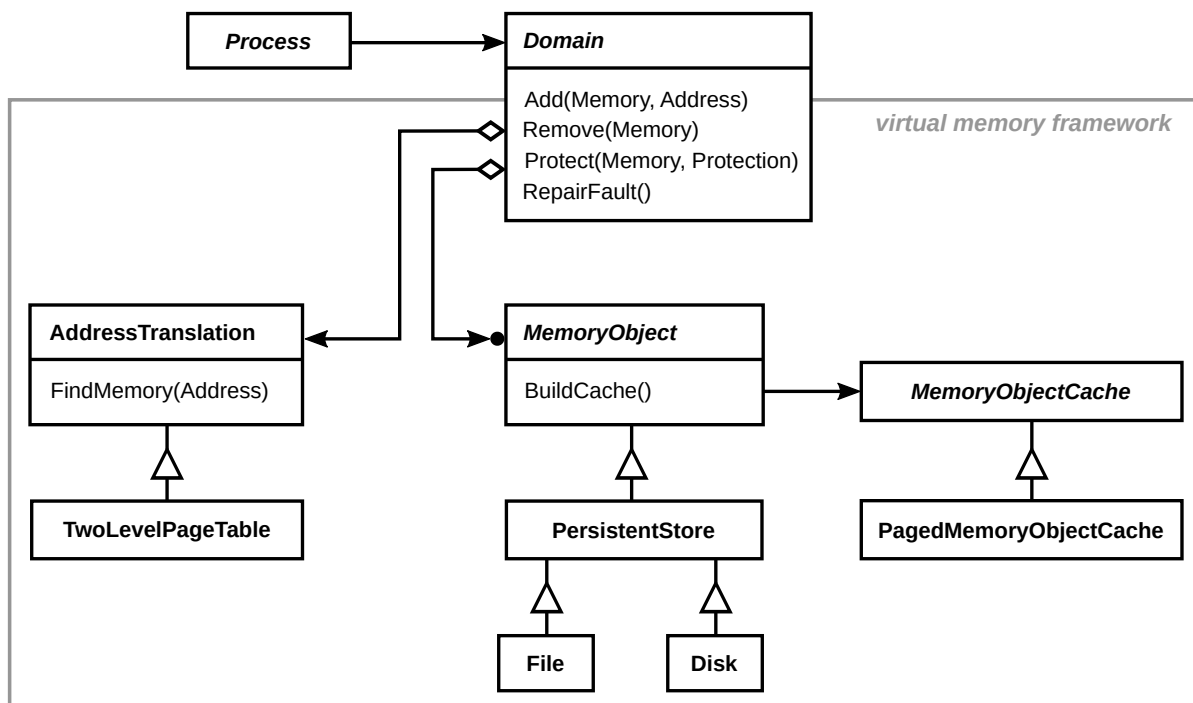 Process
Domain
Add(Memory, Address)
Remove(Memory)
Protect(Memory, Protection)
RepairFault()
virtual memory framework
AddressTranslation
FindMemory(Address)
MemoryObject
BuildCache()
MemoryObjectCache
TwoLevelPageTable
PersistentStore
PagedMemoryObjectCache
File
Disk